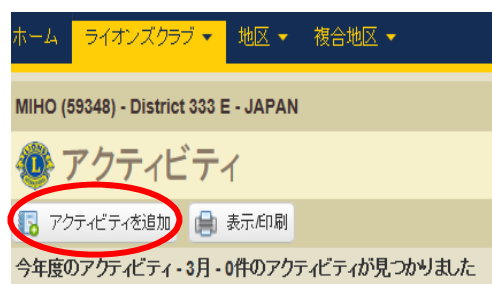 ホーム ライオンズクラブ ▼ 地区 ▼ 複合地区 ▼
MIHO (59348) - District 333 E - JAPAN
アクティビティ
アクティビティを追加 表示/印刷
今年度のアクティビティ - 3月 - 0件のアクティビティが見つかりました